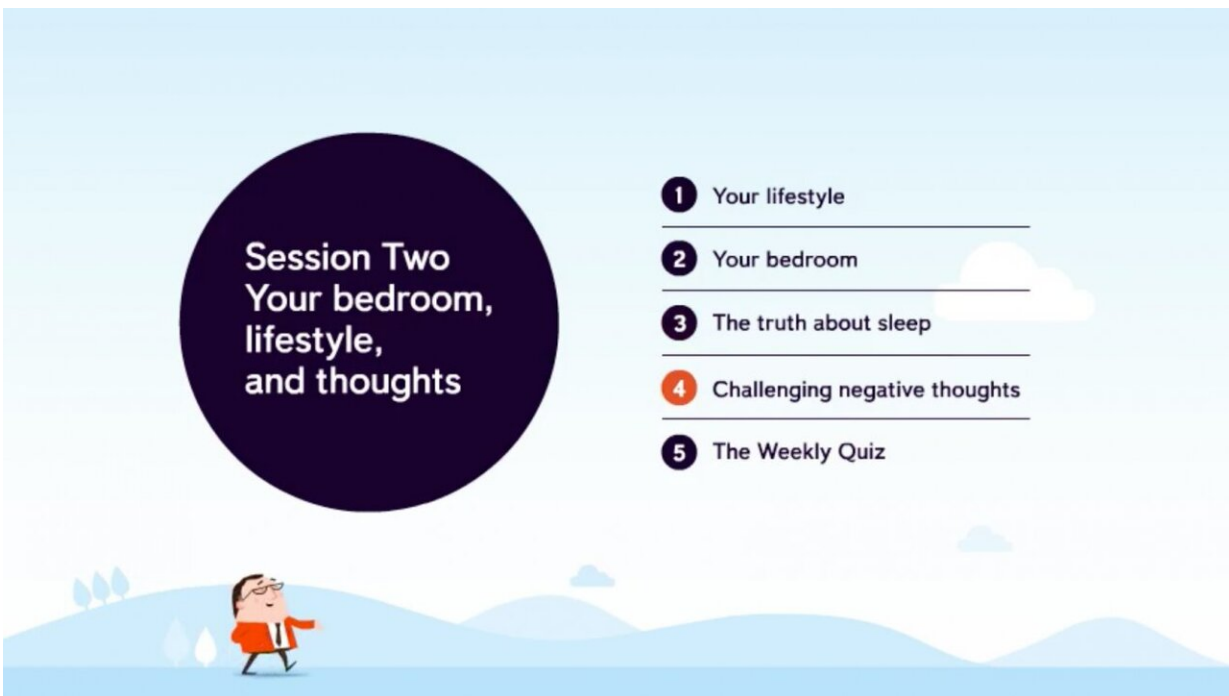 Session Two
Your bedroom,
lifestyle,
and thoughts
1 Your lifestyle
2 Your bedroom
3 The truth about sleep
4 Challenging negative thoughts
5 The Weekly Quiz